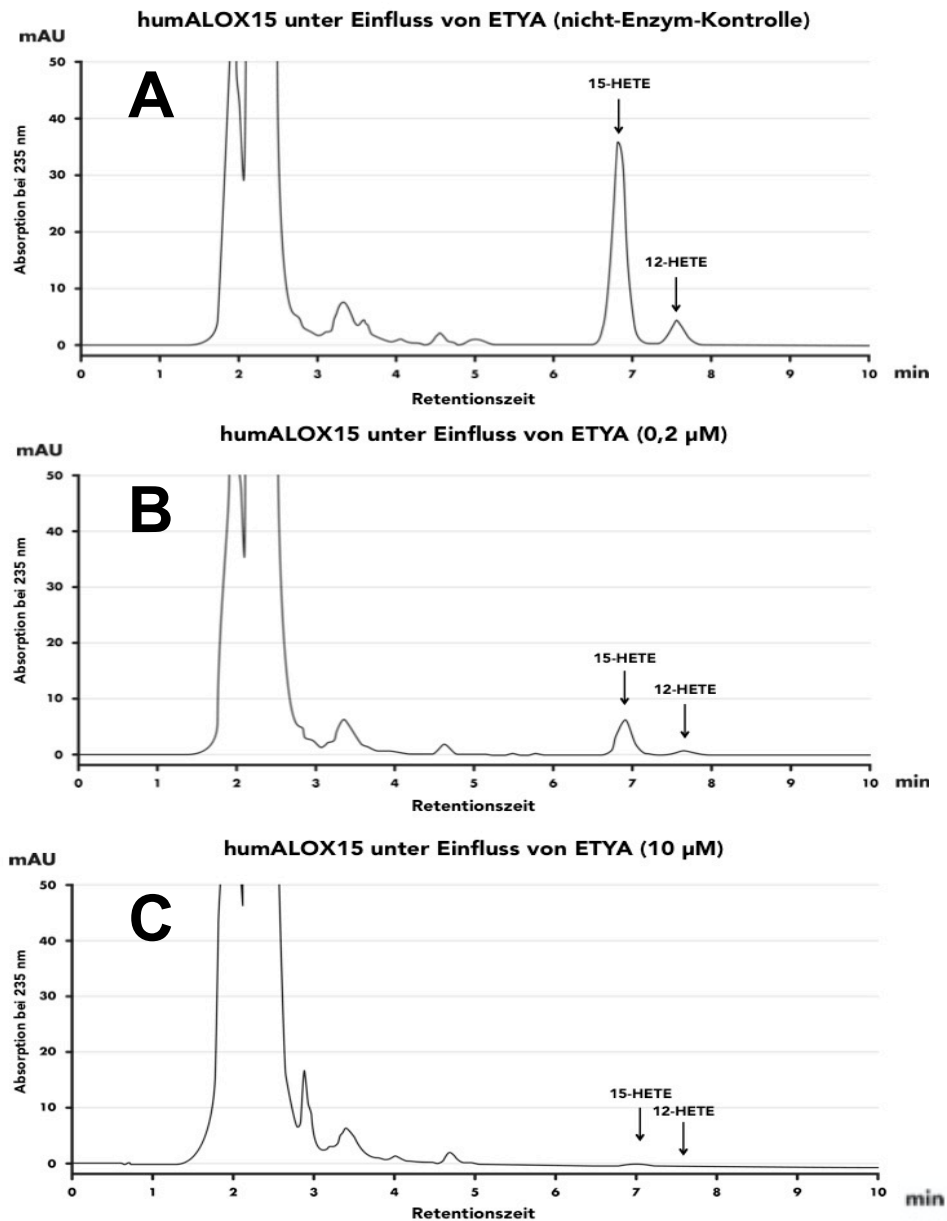 humALOX15 unter Einfluss von ETYA (nicht-Enzym-Kontrolle)
mAU
A
Absorption bei 235 nm
50
40
30
20
10
0
15-HETE
12-HETE
0 1 2 3 4 5 6 7 8 9 10 min
Retentionszeit
humALOX15 unter Einfluss von ETYA (0,2 µM)
mAU
B
Absorption bei 235 nm
50
40
30
20
10
0
15-HETE
12-HETE
0 1 2 3 4 5 6 7 8 9 10 min
Retentionszeit
humALOX15 unter Einfluss von ETYA (10 µM)
mAU
C
Absorption bei 235 nm
50
40
30
20
10
0
15-HETE
12-HETE
0 1 2 3 4 5 6 7 8 9 10 min
Retentionszeit